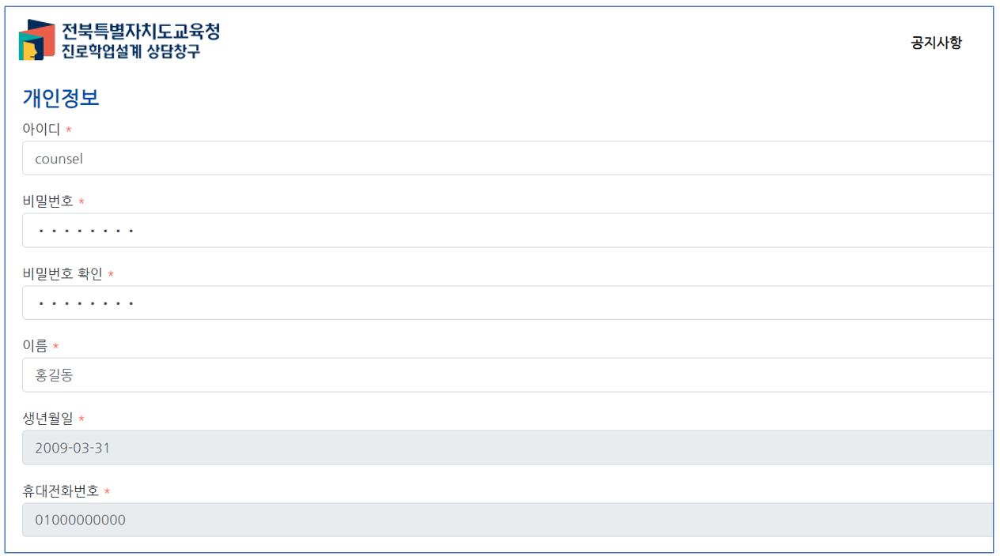 전북특별자치도교육청
진로학업설계 상담창구
공지사항
개인정보
아이디 *
counsel
비밀번호 *
••••••••
비밀번호 확인 *
••••••••
이름 *
홍길동
생년월일 *
2009-03-31
휴대전화번호 *
01000000000